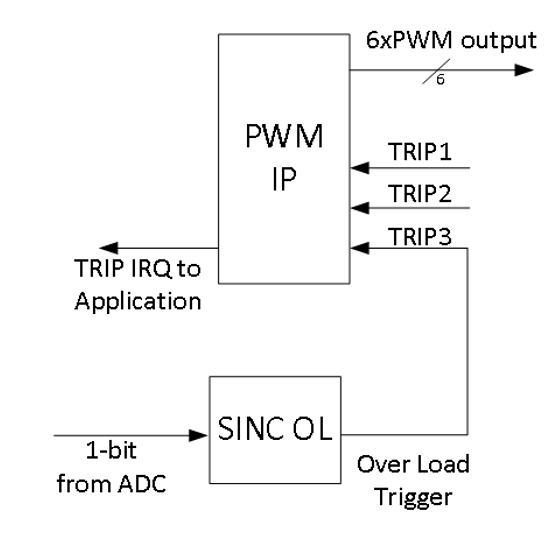 6xPWM output
6
PWM
IP
TRIP1
TRIP2
TRIP3
TRIP IRQ to
Application
SINC OL
1-bit
from ADC
Over Load
Trigger